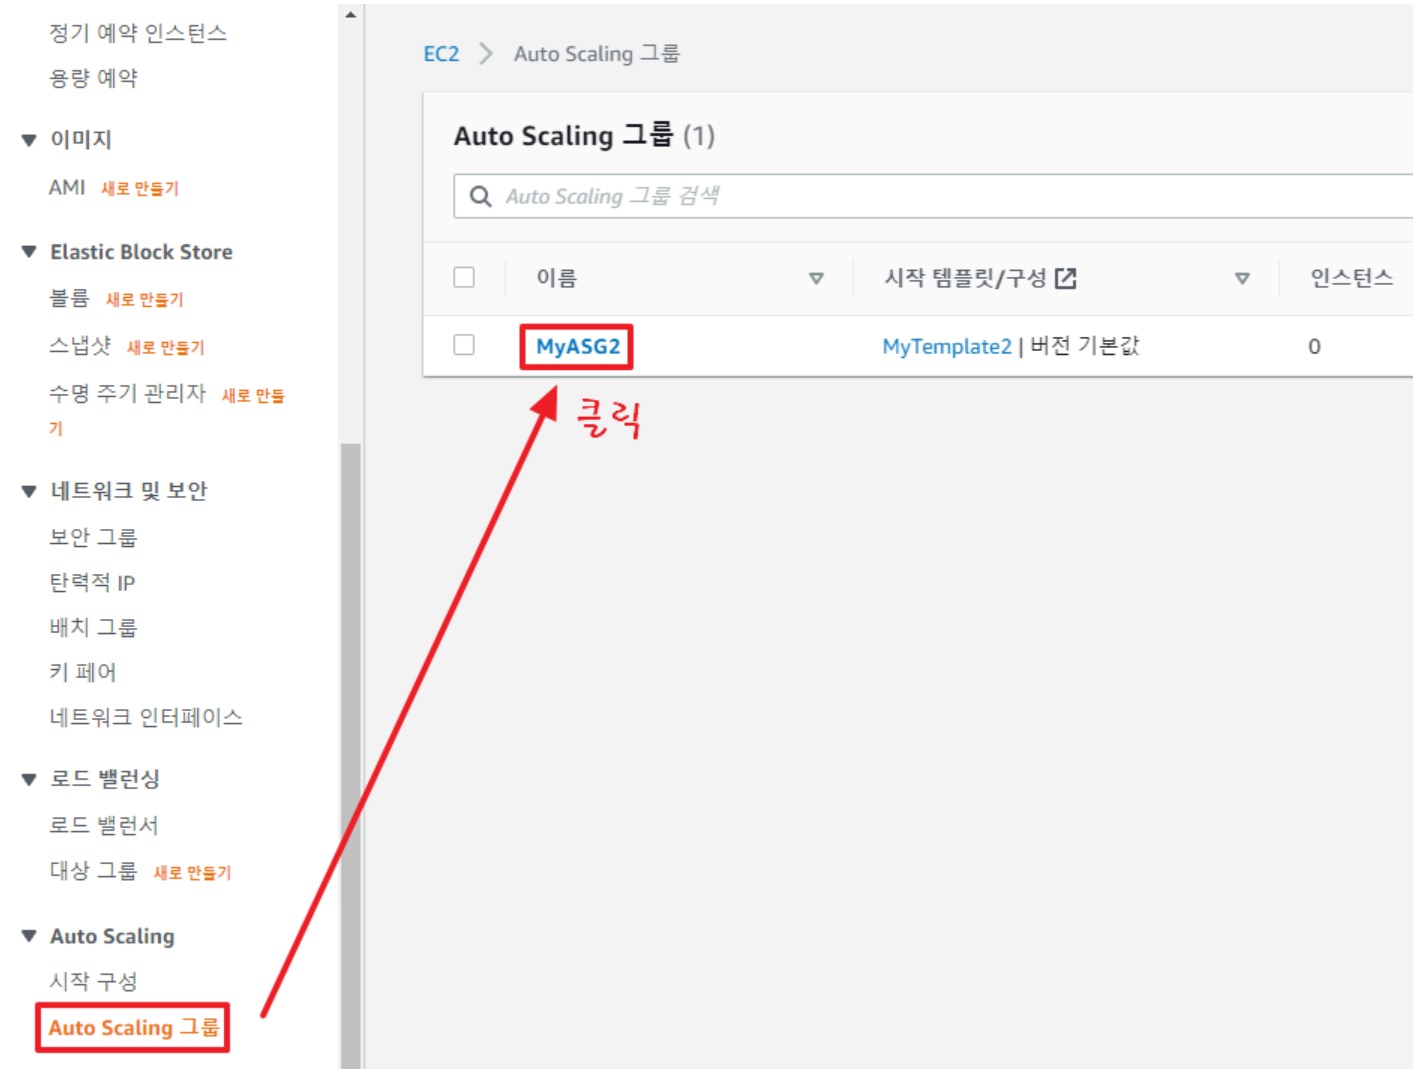 정기 예약 인스턴스
용량 예약
이미지
AMI 새로 만들기
Elastic Block Store
볼륨 새로 만들기
스냅샷 새로 만들기
수명 주기 관리자 새로 만들
기
네트워크 및 보안
보안 그룹
탄력적 IP
배치 그룹
키 페어
네트워크 인터페이스
로드 밸런싱
로드 밸런서
대상 그룹 새로 만들기
Auto Scaling
시작 구성
Auto Scaling 그룹
EC2 > Auto Scaling 그룹
Auto Scaling 그룹 (1)
Auto Scaling 그룹 검색
이름 시작 템플릿/구성 인스턴스
MyASG2 MyTemplate2 | 버전 기본값 0
클릭